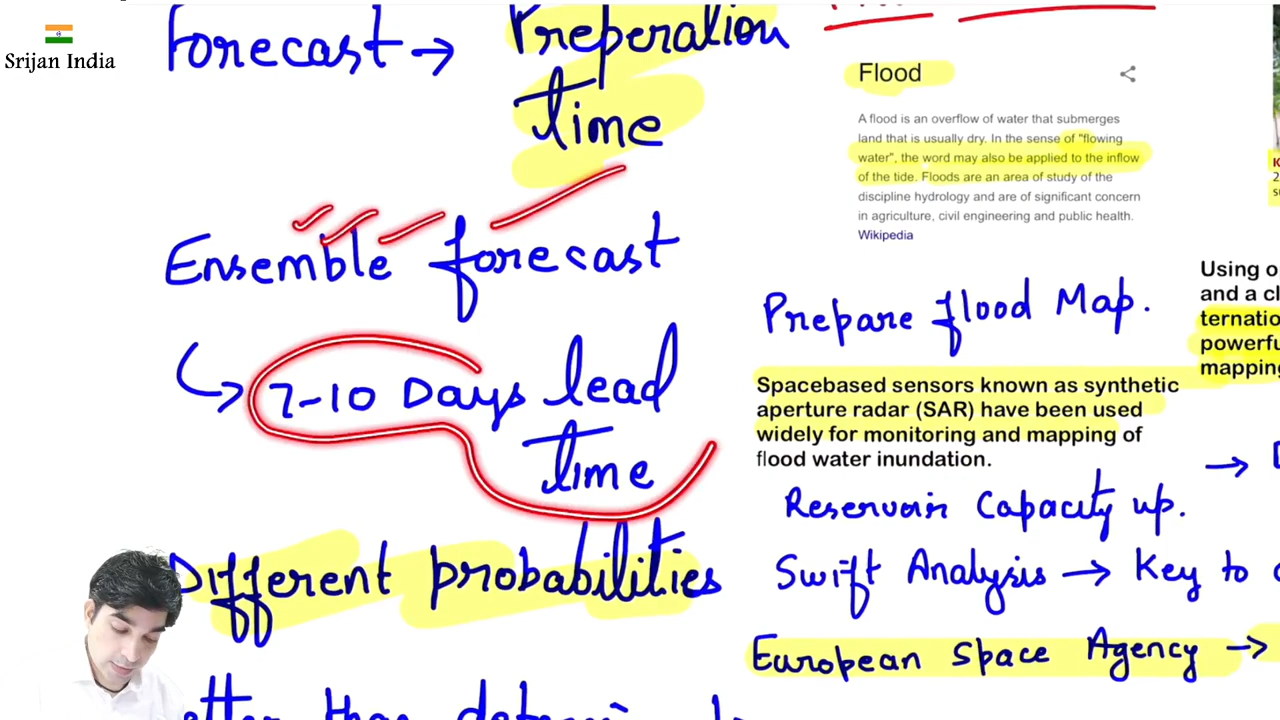 Srijan India
Forecast → Preperation
time
Ensemble forecast
7-10 Days lead
time
Different probabilities
than
Flood
A flood is an overflow of water that submerges
land that is usually dry. In the sense of "flowing
water", the word may also be applied to the inflow
of the tide. Floods are an area of study of the
discipline hydrology and are of significant concern
in agriculture, civil engineering and public health.
Wikipedia
Prepare flood Map.
Spacebased sensors known as synthetic
aperture radar (SAR) have been used
widely for monitoring and mapping of
flood water inundation.
Reservoir Capacity up.
Swift Analysis → Key to
European Space Agency →
Using
and a
mapping